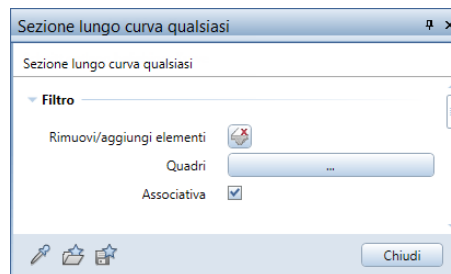 Sezione lungo curva qualsiasi
Sezione lungo curva qualsiasi
Filtro
Rimuovi/aggiungi elementi
Quadri
...
Associativa
Chiudi